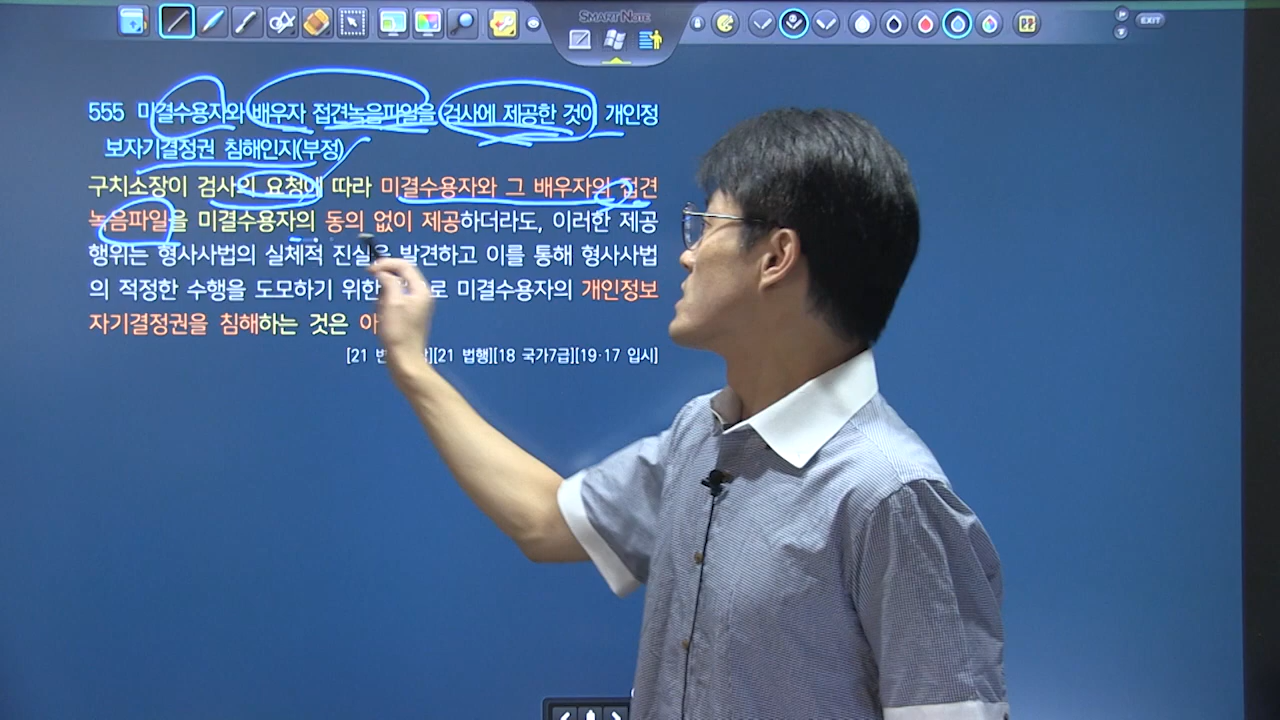 SMART NOTE
EXIT
555 미결수용자와 배우자 접견녹음파일을 검사에 제공한 것이 개인정
보자기결정권 침해인지(부정)
구치소장이 검사의 요청에 따라 미결수용자와 그 배우자의 접견
녹음파일을 미결수용자의 동의 없이 제공하더라도, 이러한 제공
행위는 형사사법의 실체적 진실을 발견하고 이를 통해 형사사법
의 적정한 수행을 도모하기 위한 로 미결수용자의 개인정보
자기결정권을 침해하는 것은 아
[21 [21 법행][18 국가7급][19·17 입시]